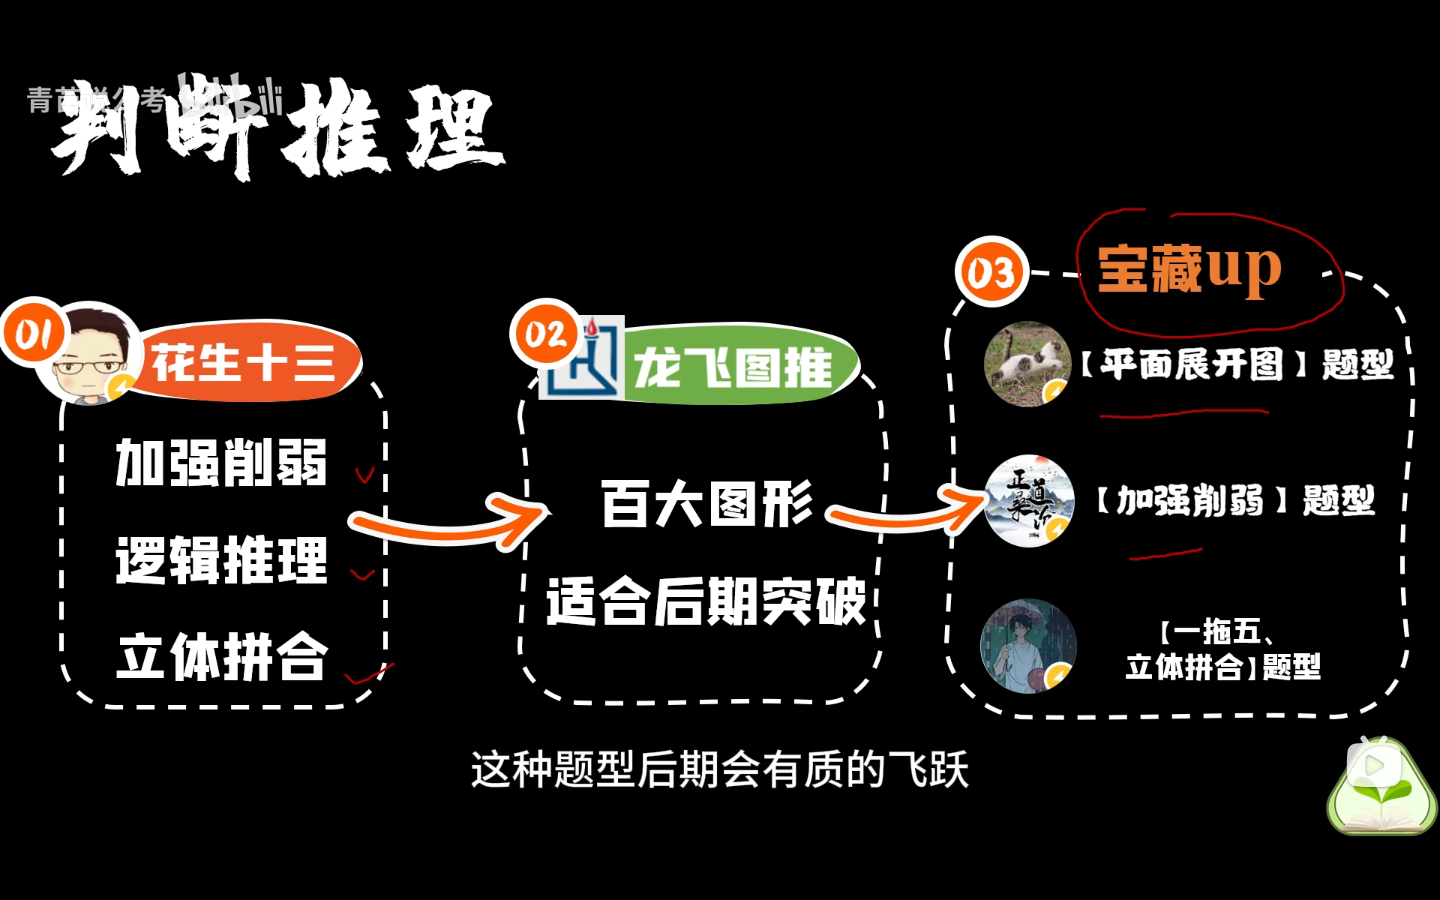 青苗说公考 bilibili
判断推理
01 花生十三
加强削弱
逻辑推理
立体拼合
02 龙飞图推
百大图形
适合后期突破
03 宝藏up
【平面展开图】题型
【加强削弱】题型
【一拖五、
立体拼合】题型
这种题型后期会有质的飞跃